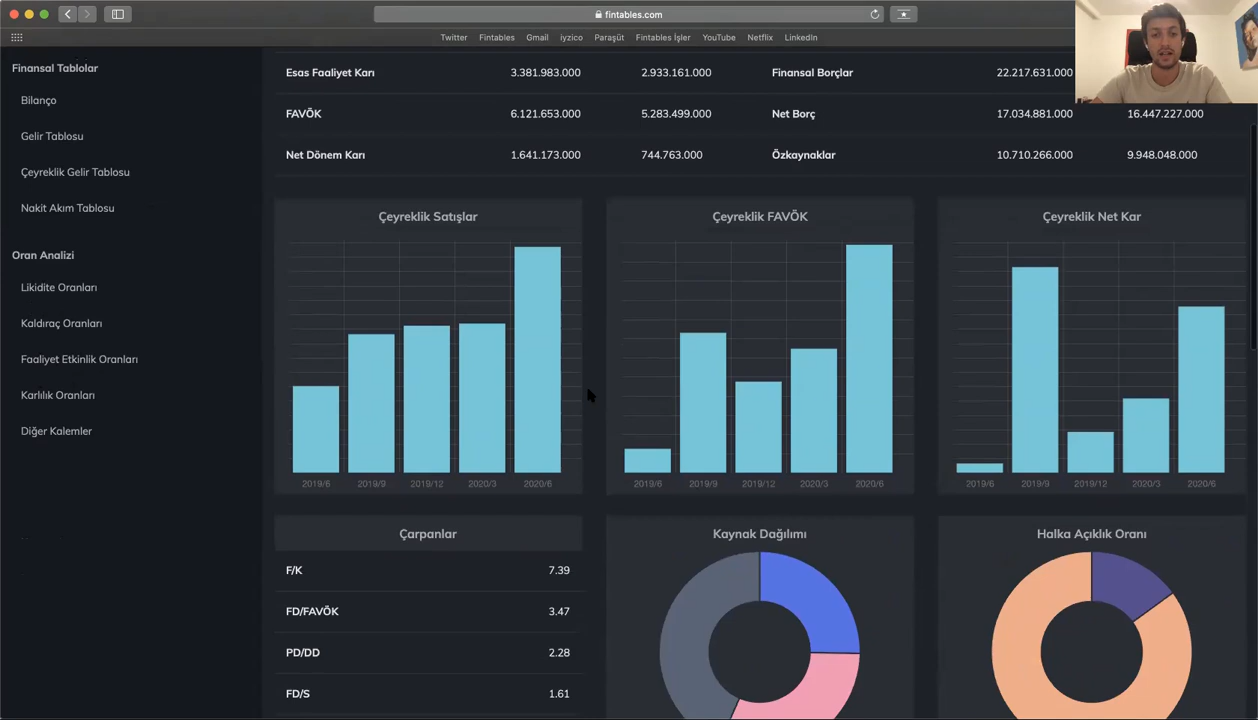 fintables.com
Twitter Fintables Gmail iyzico Paraşüt Fintables İşler YouTube Netflix LinkedIn
Finansal Tablolar
Bilanço
Gelir Tablosu
Çeyreklik Gelir Tablosu
Nakit Akım Tablosu
Oran Analizi
Likidite Oranları
Kaldıraç Oranları
Faaliyet Etkinlik Oranları
Karlılık Oranları
Diğer Kalemler
Esas Faaliyet Karı 3.381.983.000 2.933.161.000 Finansal Borçlar 22.217.631.000
FAVÖK 6.121.653.000 5.283.499.000 Net Borç 17.034.881.000 16.447.227.000
Net Dönem Karı 1.641.173.000 744.763.000 Özkaynaklar 10.710.266.000 9.948.048.000
Çeyreklik Satışlar
2019/6 2019/9 2019/12 2020/3 2020/6
Çeyreklik FAVÖK
2019/6 2019/9 2019/12 2020/3 2020/6
Çeyreklik Net Kar
2019/6 2019/9 2019/12 2020/3 2020/6
Çarpanlar
F/K 7.39
FD/FAVÖK 3.47
PD/DD 2.28
FD/S 1.61
Kaynak Dağılımı
Halka Açıklık Oranı